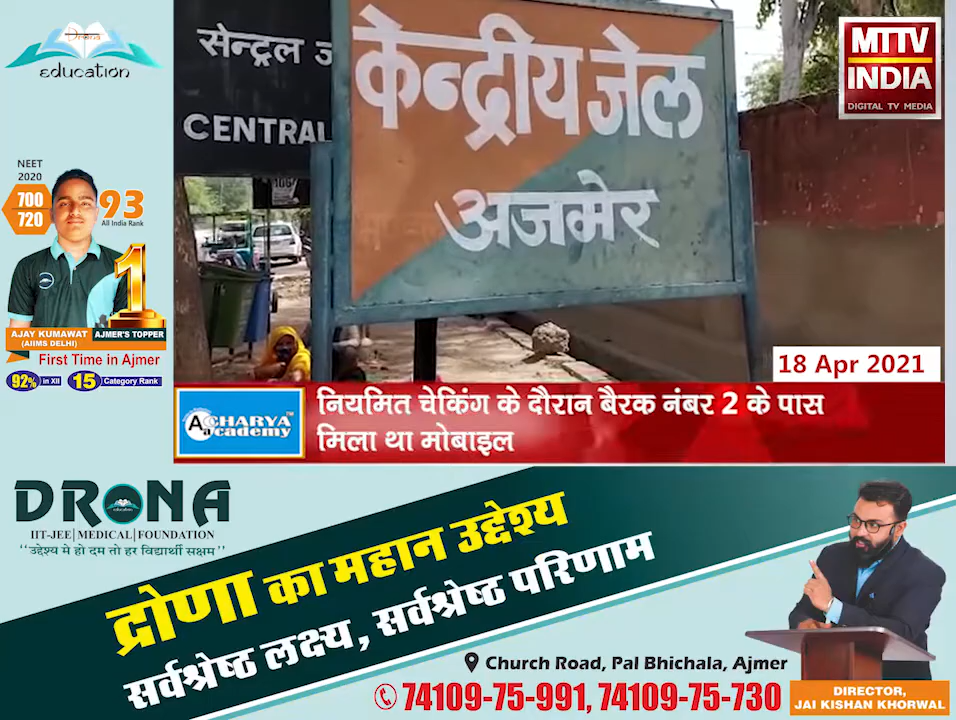 Drona
education
NEET
2020
700
720
93
All India Rank
1
AJAY KUMAWAT
(AIIMS DELHI)
AJMER'S TOPPER
First Time in Ajmer
92% in XII
15 Category Rank
सेन्ट्रल
CENTRAL
केन्द्रीय जेल
अजमेर
MTTV
INDIA
DIGITAL TV MEDIA
18 Apr 2021
ACHARYA
academy
TM
नियमित चेकिंग के दौरान बैरक नंबर 2 के पास
मिला था मोबाइल
DRONA
education
IIT-JEE|MEDICAL|FOUNDATION
"उद्देश्य मे हो दम तो हर विद्यार्थी सक्षम"
द्रोणा का महान उद्देश्य
सर्वश्रेष्ठ लक्ष्य, सर्वश्रेष्ठ परिणाम
Church Road, Pal Bhichala, Ajmer
74109-75-991, 74109-75-730
DIRECTOR,
JAI KISHAN KHORWAL